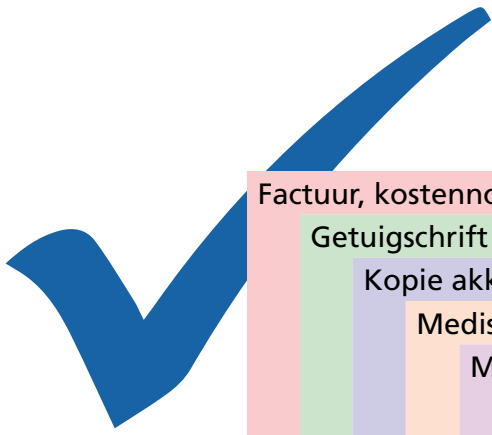 Factuur, kostenno
Getuigschrift
Kopie akk
Medis
M